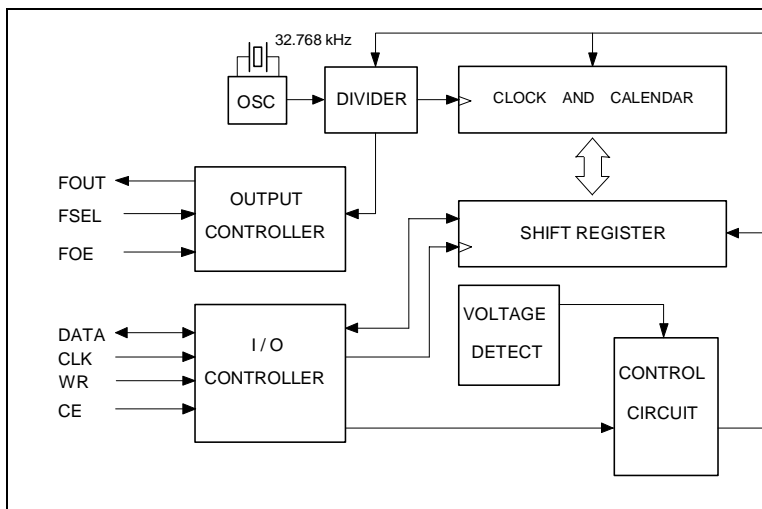 32.768 kHz
OSC
DIVIDER
CLOCK AND CALENDAR
FOUT
FSEL
FOE
OUTPUT
CONTROLLER
SHIFT REGISTER
DATA
CLK
WR
CE
I / O
CONTROLLER
VOLTAGE
DETECT
CONTROL
CIRCUIT